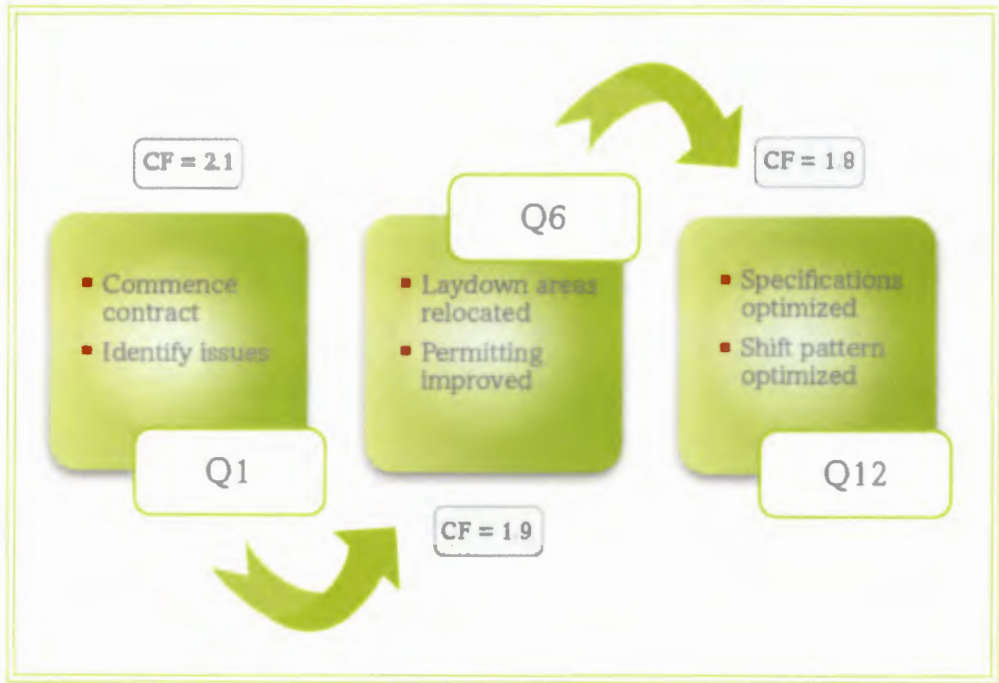 CF = 2.1
Commence
contract
Identify issues
Q1
Q6
Laydown areas
relocated
Permitting
improved
CF = 1.9
CF = 1.8
Specifications
optimized
Shift pattern
optimized
Q12